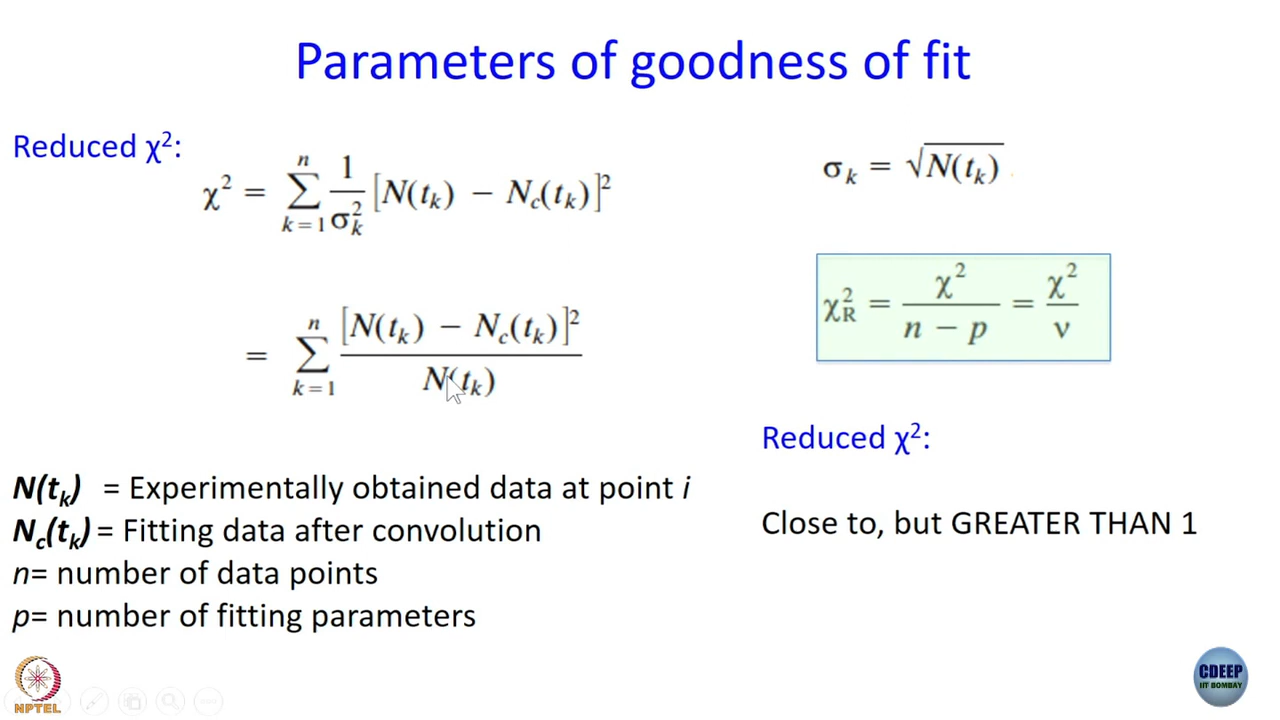 Parameters of goodness of fit
Reduced χ²:
χ² = Σ_{k=1}^{n} 1/σ_k² [N(t_k) − N_c(t_k)]²
= Σ_{k=1}^{n} [N(t_k) − N_c(t_k)]² / N(t_k)
N(t_k) = Experimentally obtained data at point i
N_c(t_k) = Fitting data after convolution
n= number of data points
p= number of fitting parameters
σ_k = √N(t_k)
χ_R² = χ² / (n − p) = χ² / ν
Reduced χ²:
Close to, but GREATER THAN 1
NPTEL
CDEEP
IIT BOMBAY